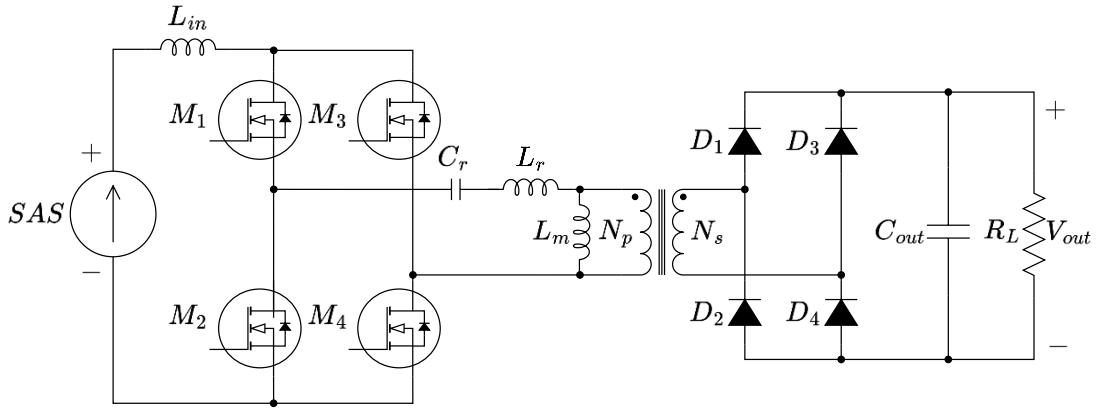 L_in
M_1
M_3
+
D_1
D_3
+
C_r
L_r
SAS
L_m
N_p
N_s
C_out
R_L
V_out
−
M_2
M_4
D_2
D_4
−